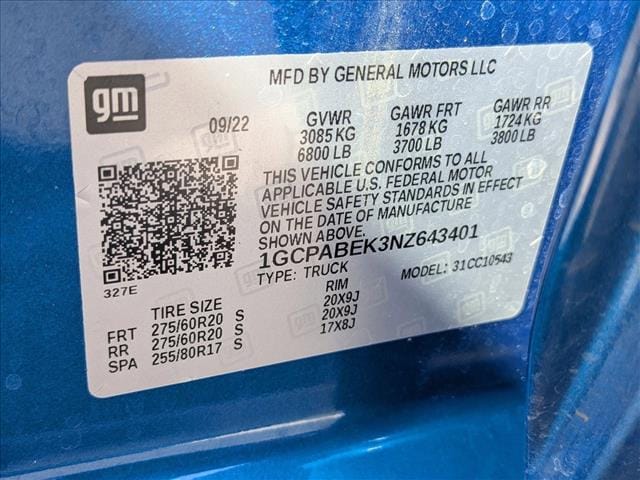 gm
MFD BY GENERAL MOTORS LLC
09/22
GVWR GAWR FRT GAWR RR
3085 KG 1678 KG 1724 KG
6800 LB 3700 LB 3800 LB
THIS VEHICLE CONFORMS TO ALL
APPLICABLE U.S. FEDERAL MOTOR
VEHICLE SAFETY STANDARDS IN EFFECT
ON THE DATE OF MANUFACTURE
SHOWN ABOVE.
1GCPABEK3NZ643401
TYPE: TRUCK MODEL: 31CC10543
327E
TIRE SIZE RIM
FRT 275/60R20 S 20X9J
RR 275/60R20 S 20X9J
SPA 255/80R17 S 17X8J